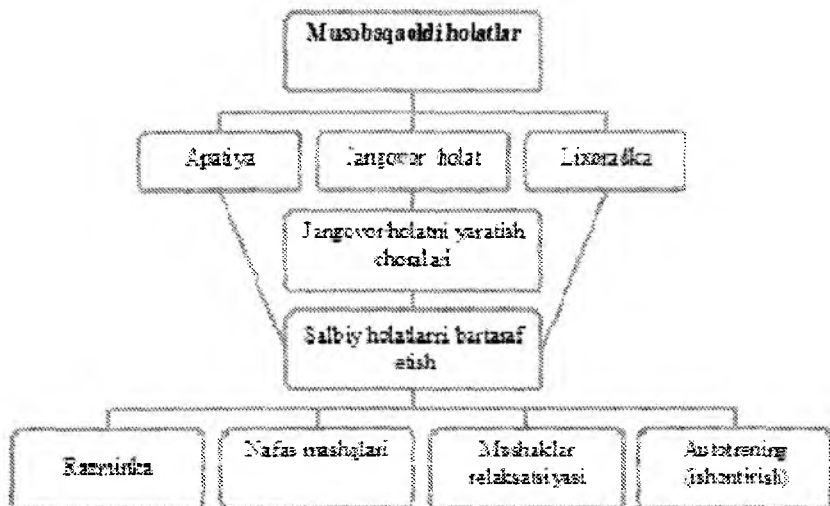 Musobaqaoldi holatlar
Apatiya
Jangovor holat
Lixoradka
Jangovor holatni yaratish
choralari
Salbiy holatlarni bartaraf
etish
Razminka
Nafas mashqlari
Mushaklar
relaksatsiyasi
Autotrening
(ishontirish)